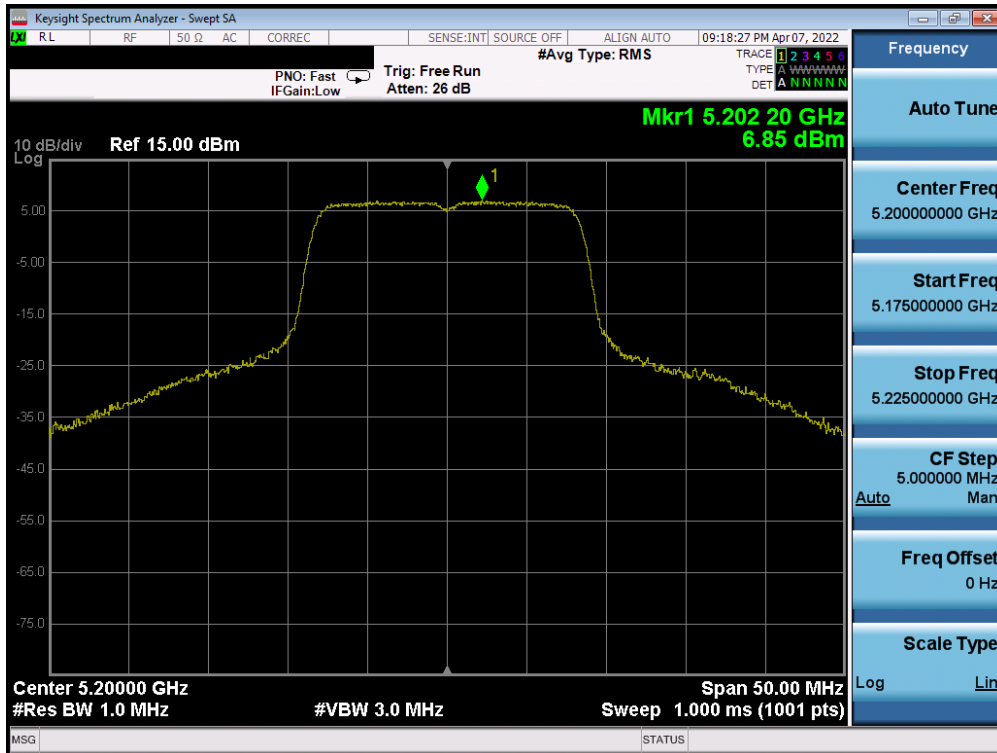 Keysight Spectrum Analyzer - Swept SA
LXI RL RF 50 Ω AC CORREC SENSE:INT SOURCE OFF ALIGN AUTO 09:18:27 PM Apr 07, 2022
#Avg Type: RMS
TRACE 1 2 3 4 5 6
TYPE A WWWWW
DET A N N N N N
PNO: Fast
IFGain:Low
Trig: Free Run
Atten: 26 dB
Mkr1 5.202 20 GHz
6.85 dBm
10 dB/div
Log
Ref 15.00 dBm
1
5.00
-5.00
-15.0
-25.0
-35.0
-45.0
-55.0
-65.0
-75.0
Center 5.20000 GHz
Span 50.00 MHz
#Res BW 1.0 MHz
#VBW 3.0 MHz
Sweep 1.000 ms (1001 pts)
MSG
STATUS
Frequency
Auto Tune
Center Freq
5.200000000 GHz
Start Freq
5.175000000 GHz
Stop Freq
5.225000000 GHz
CF Step
5.000000 MHz
Auto Man
Freq Offset
0 Hz
Scale Type
Log Lin